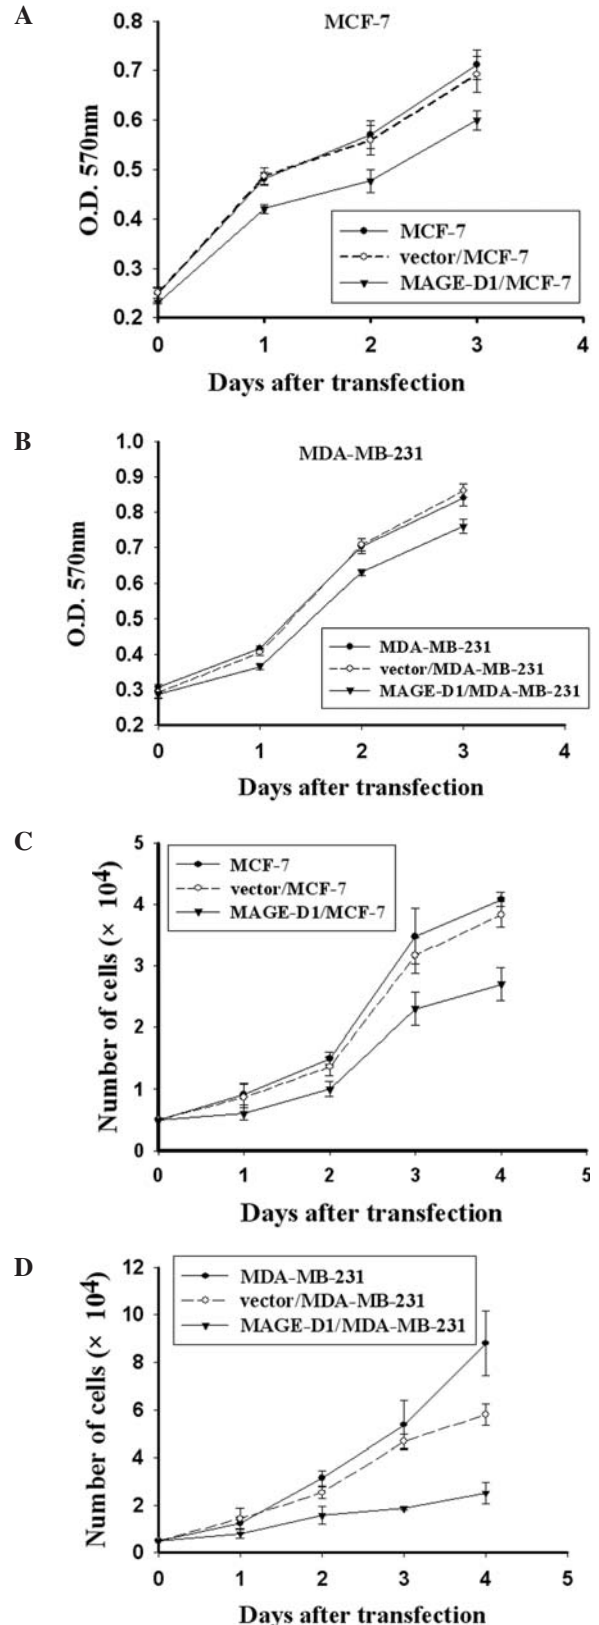 A
MCF-7
0.8
0.7
0.6
0.5
0.4
0.3
0.2
O.D. 570nm
MCF-7
vector/MCF-7
MAGE-D1/MCF-7
0 1 2 3 4
Days after transfection
B
MDA-MB-231
1.0
0.9
0.8
0.7
0.6
0.5
0.4
0.3
0.2
O.D. 570nm
MDA-MB-231
vector/MDA-MB-231
MAGE-D1/MDA-MB-231
0 1 2 3 4
Days after transfection
C
5
4
3
2
1
0
Number of cells (× 10⁴)
MCF-7
vector/MCF-7
MAGE-D1/MCF-7
0 1 2 3 4 5
Days after transfection
D
12
10
8
6
4
2
0
Number of cells (× 10⁴)
MDA-MB-231
vector/MDA-MB-231
MAGE-D1/MDA-MB-231
0 1 2 3 4 5
Days after transfection